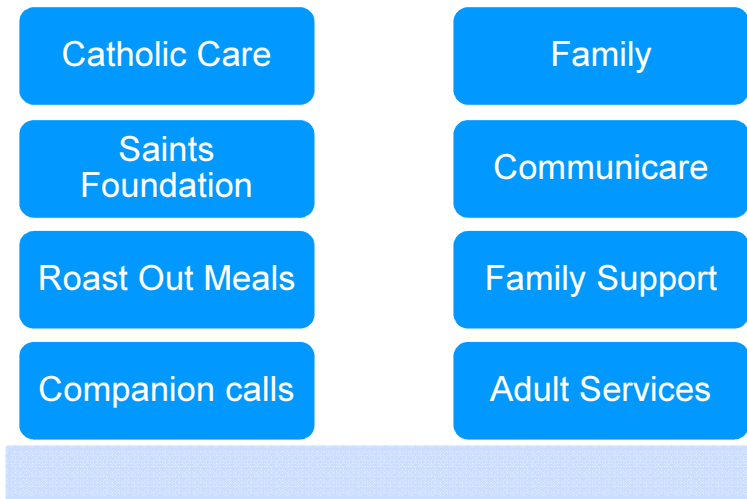 Catholic Care
Family
Saints
Foundation
Communicare
Roast Out Meals
Family Support
Companion calls
Adult Services